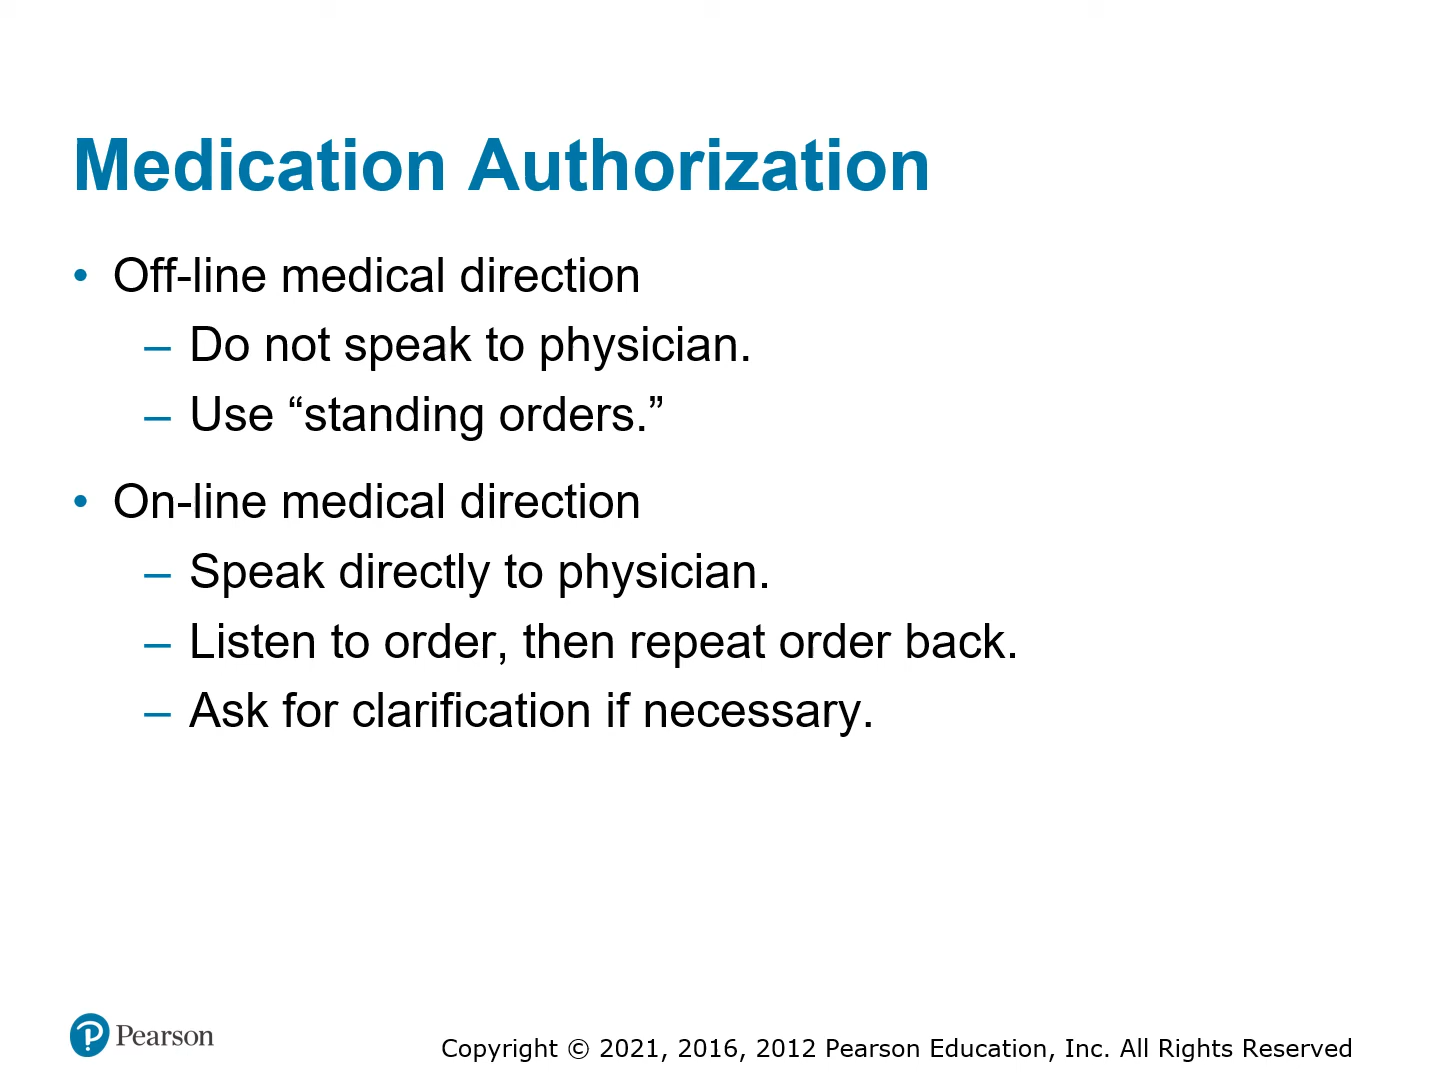 Medication Authorization
• Off-line medical direction
– Do not speak to physician.
– Use “standing orders.”
• On-line medical direction
– Speak directly to physician.
– Listen to order, then repeat order back.
– Ask for clarification if necessary.
Pearson
Copyright © 2021, 2016, 2012 Pearson Education, Inc. All Rights Reserved